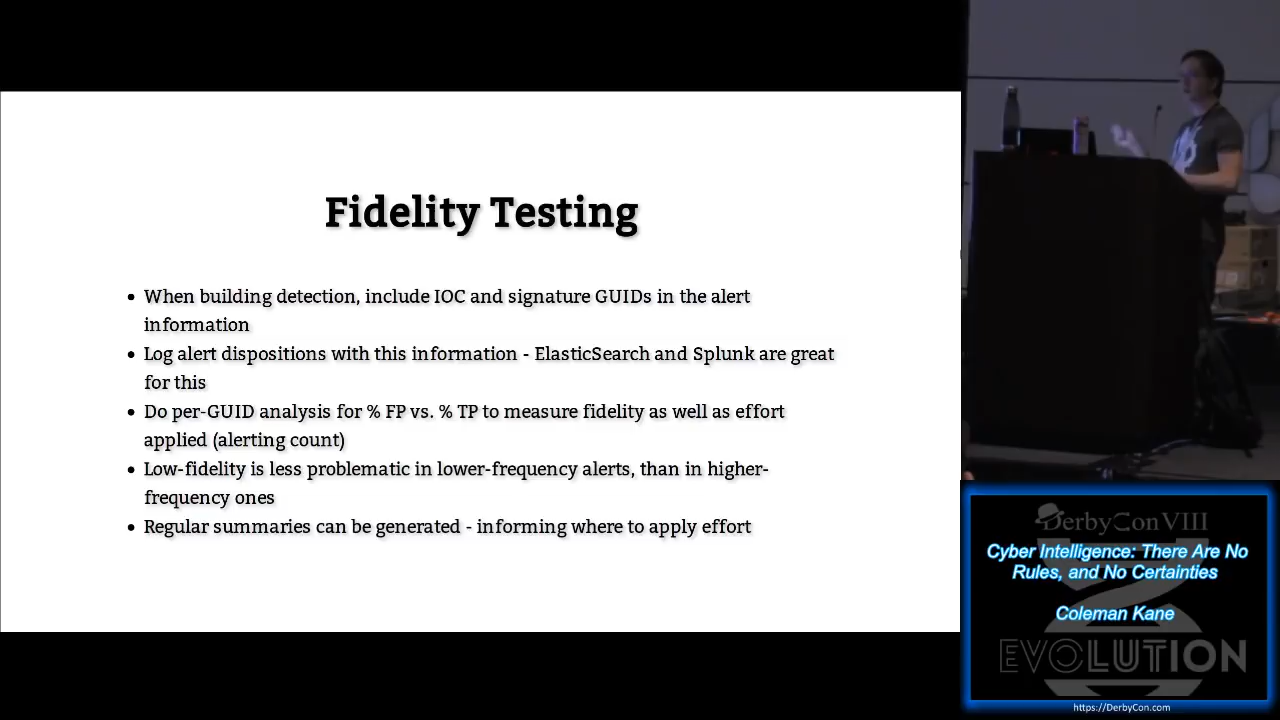 Fidelity Testing
• When building detection, include IOC and signature GUIDs in the alert
information
• Log alert dispositions with this information - ElasticSearch and Splunk are great
for this
• Do per-GUID analysis for % FP vs. % TP to measure fidelity as well as effort
applied (alerting count)
• Low-fidelity is less problematic in lower-frequency alerts, than in higher-
frequency ones
• Regular summaries can be generated - informing where to apply effort
DerbyCon VIII
Cyber Intelligence: There Are No
Rules, and No Certainties
Coleman Kane
EVOLUTION
https://DerbyCon.com